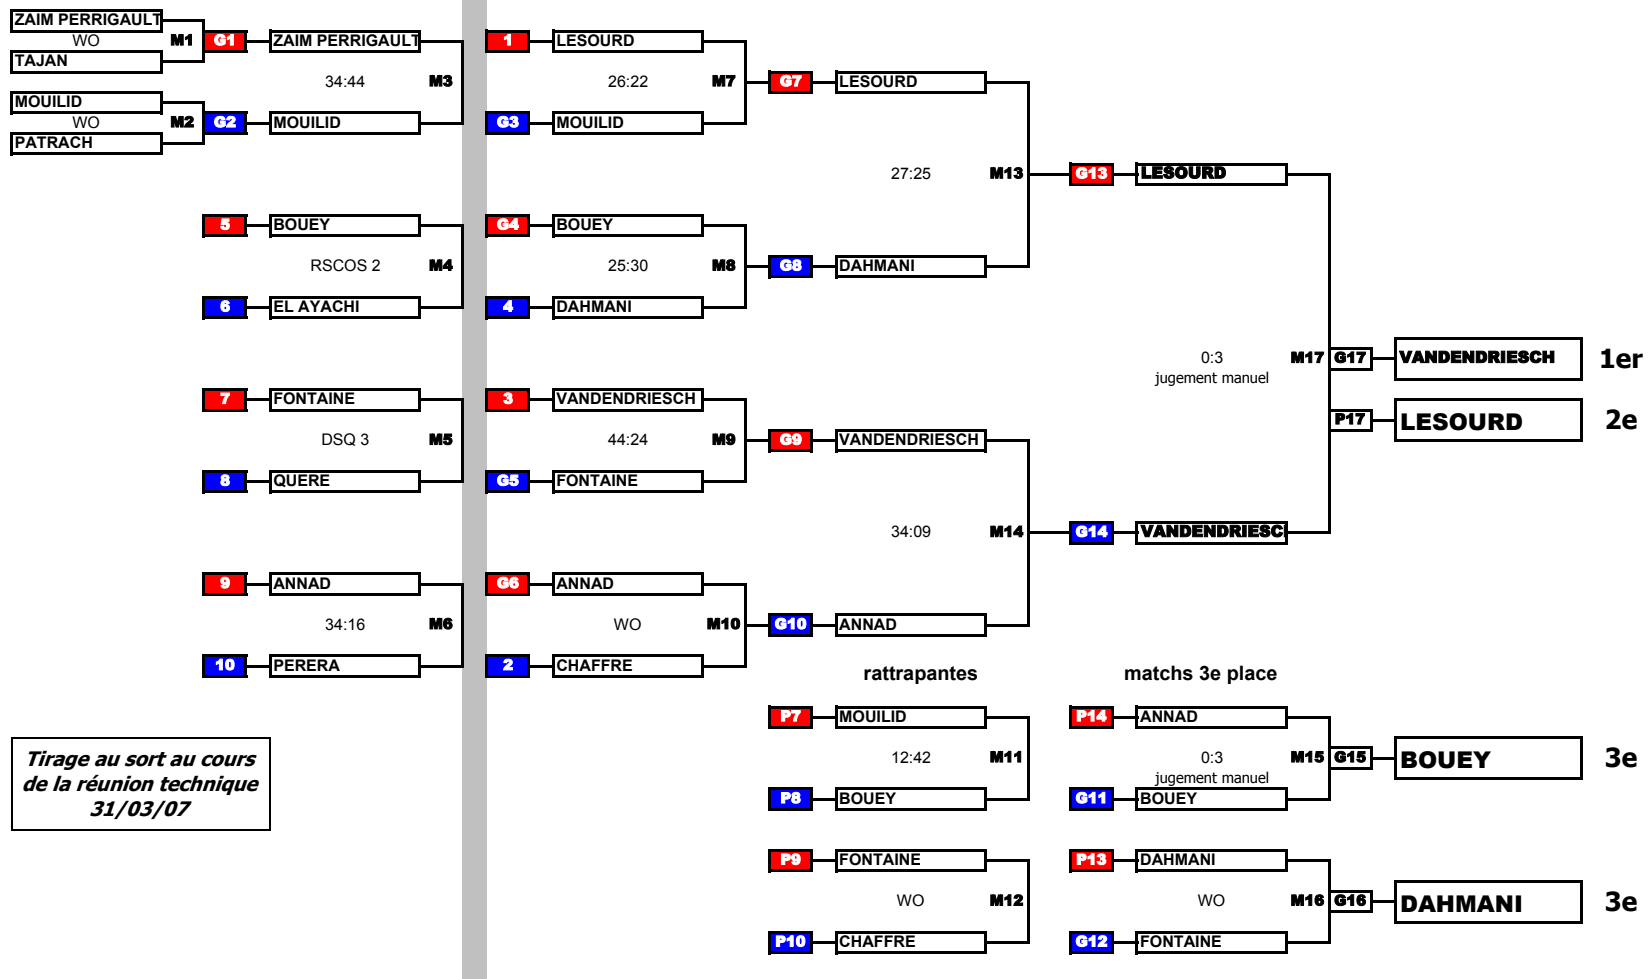 ZAIM PERRIGAULT
WO
M1
TAJAN
G1
ZAIM PERRIGAULT
34:44
M3
MOUILID
WO
M2
PATRACH
G2
MOUILID
5
BOUEY
RSCOS 2
M4
6
EL AYACHI
7
FONTAINE
DSQ 3
M5
8
QUERE
9
ANNAD
34:16
M6
10
PERERA
1
LESOURD
26:22
M7
G3
MOUILID
G4
BOUEY
25:30
M8
4
DAHMANI
3
VANDENDRIESCH
44:24
M9
G5
FONTAINE
G6
ANNAD
WO
M10
2
CHAFFRE
G7
LESOURD
27:25
M13
G8
DAHMANI
G9
VANDENDRIESCH
34:09
M14
G10
ANNAD
G13
LESOURD
0:3
jugement manuel
M17
G14
VANDENDRIESC
G17
VANDENDRIESCH
1er
P17
LESOURD
2e
rattrapantes
P7
MOUILID
12:42
M11
P8
BOUEY
P9
FONTAINE
WO
M12
P10
CHAFFRE
matchs 3e place
P14
ANNAD
0:3
jugement manuel
M15
G11
BOUEY
G15
BOUEY
3e
P13
DAHMANI
WO
M16
G12
FONTAINE
G16
DAHMANI
3e
Tirage au sort au cours
de la réunion technique
31/03/07